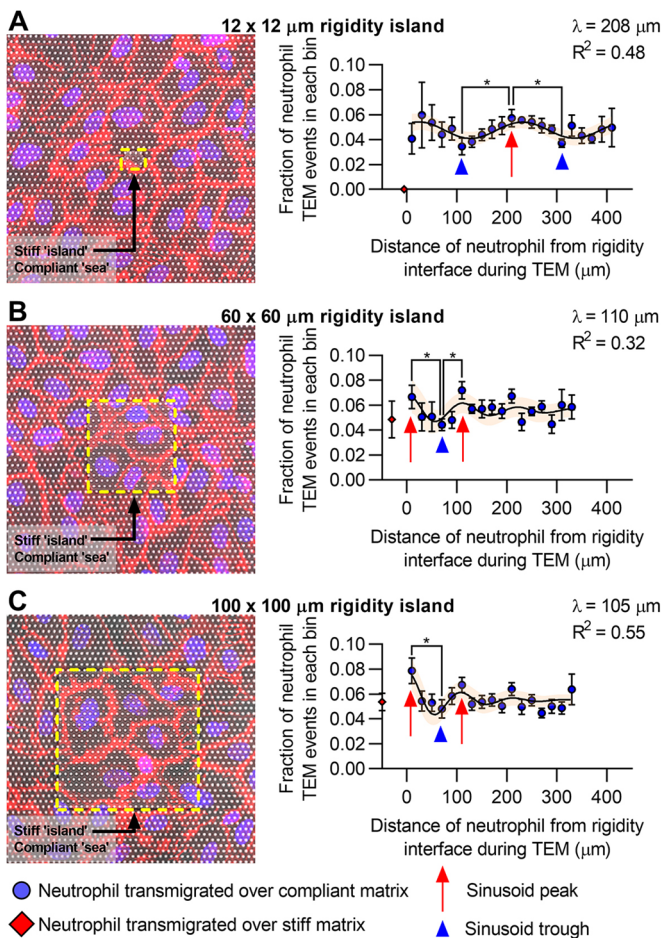 A
12 x 12 μm rigidity island
λ = 208 μm
R² = 0.48
Stiff 'island'
Compliant 'sea'
Fraction of neutrophil
TEM events in each bin
0.10
0.08
0.06
0.04
0.02
0.00
* *
0 100 200 300 400
Distance of neutrophil from rigidity
interface during TEM (μm)
B
60 x 60 μm rigidity island
λ = 110 μm
R² = 0.32
Stiff 'island'
Compliant 'sea'
Fraction of neutrophil
TEM events in each bin
0.10
0.08
0.06
0.04
0.02
0.00
* *
0 100 200 300 400
Distance of neutrophil from rigidity
interface during TEM (μm)
C
100 x 100 μm rigidity island
λ = 105 μm
R² = 0.55
Stiff 'island'
Compliant 'sea'
Fraction of neutrophil
TEM events in each bin
0.10
0.08
0.06
0.04
0.02
0.00
*
0 100 200 300 400
Distance of neutrophil from rigidity
interface during TEM (μm)
Neutrophil transmigrated over compliant matrix
Neutrophil transmigrated over stiff matrix
Sinusoid peak
Sinusoid trough